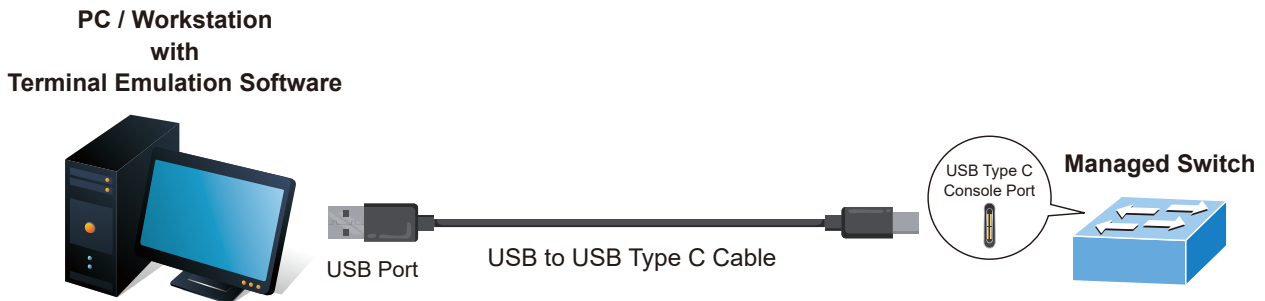 PC / Workstation
with
Terminal Emulation Software
USB Port
USB to USB Type C Cable
USB Type C
Console Port
Managed Switch